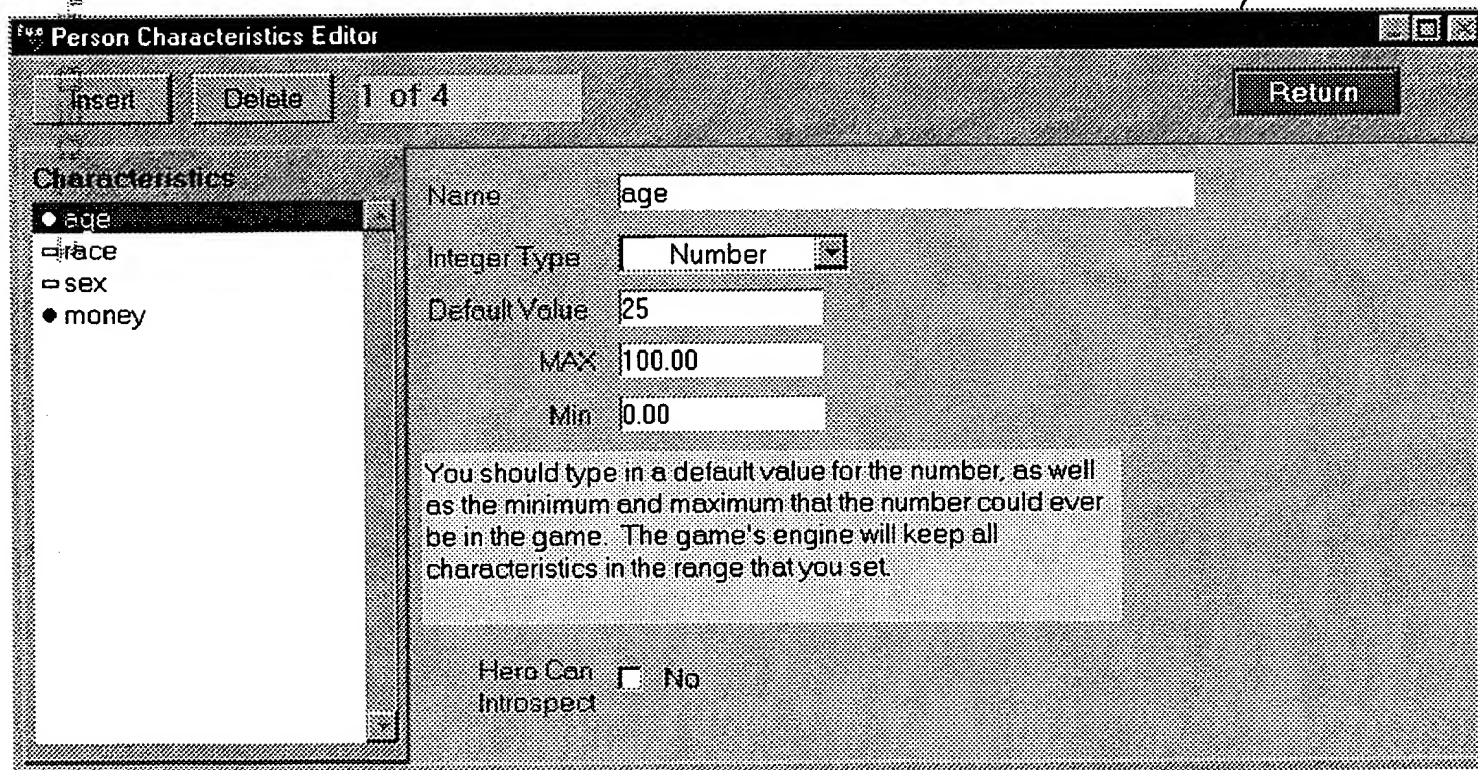 Person Characteristics Editor
Insert Delete 1 of 4 Return
Characteristics
age
race
sex
money
Name age
Integer Type Number
Default Value 25
MAX 100.00
Min 0.00
You should type in a default value for the number, as well
as the minimum and maximum that the number could ever
be in the game. The game's engine will keep all
characteristics in the range that you set.
Hero Can
Introspect No